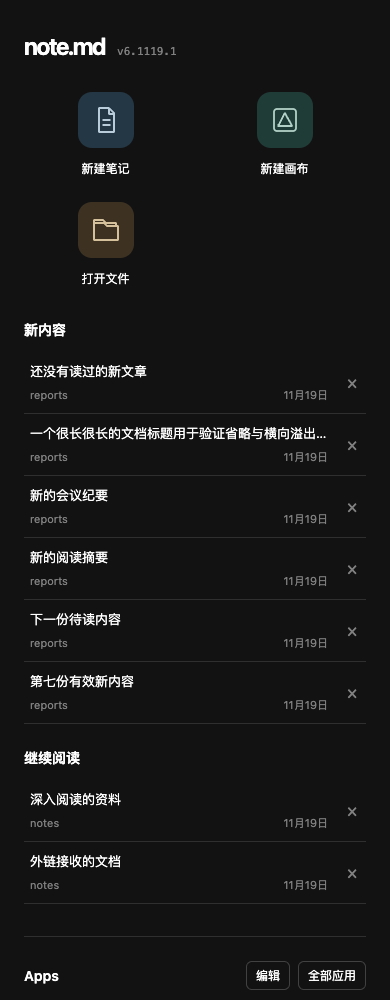 note.md v6.1119.1
新建笔记 新建画布
打开文件
新内容
还没有读过的新文章
reports 11月19日
一个很长很长的文档标题用于验证省略与横向溢出...
reports 11月19日
新的会议纪要
reports 11月19日
新的阅读摘要
reports 11月19日
下一份待读内容
reports 11月19日
第七份有效新内容
reports 11月19日
继续阅读
深入阅读的资料
notes 11月19日
外链接收的文档
notes 11月19日
Apps 编辑 全部应用